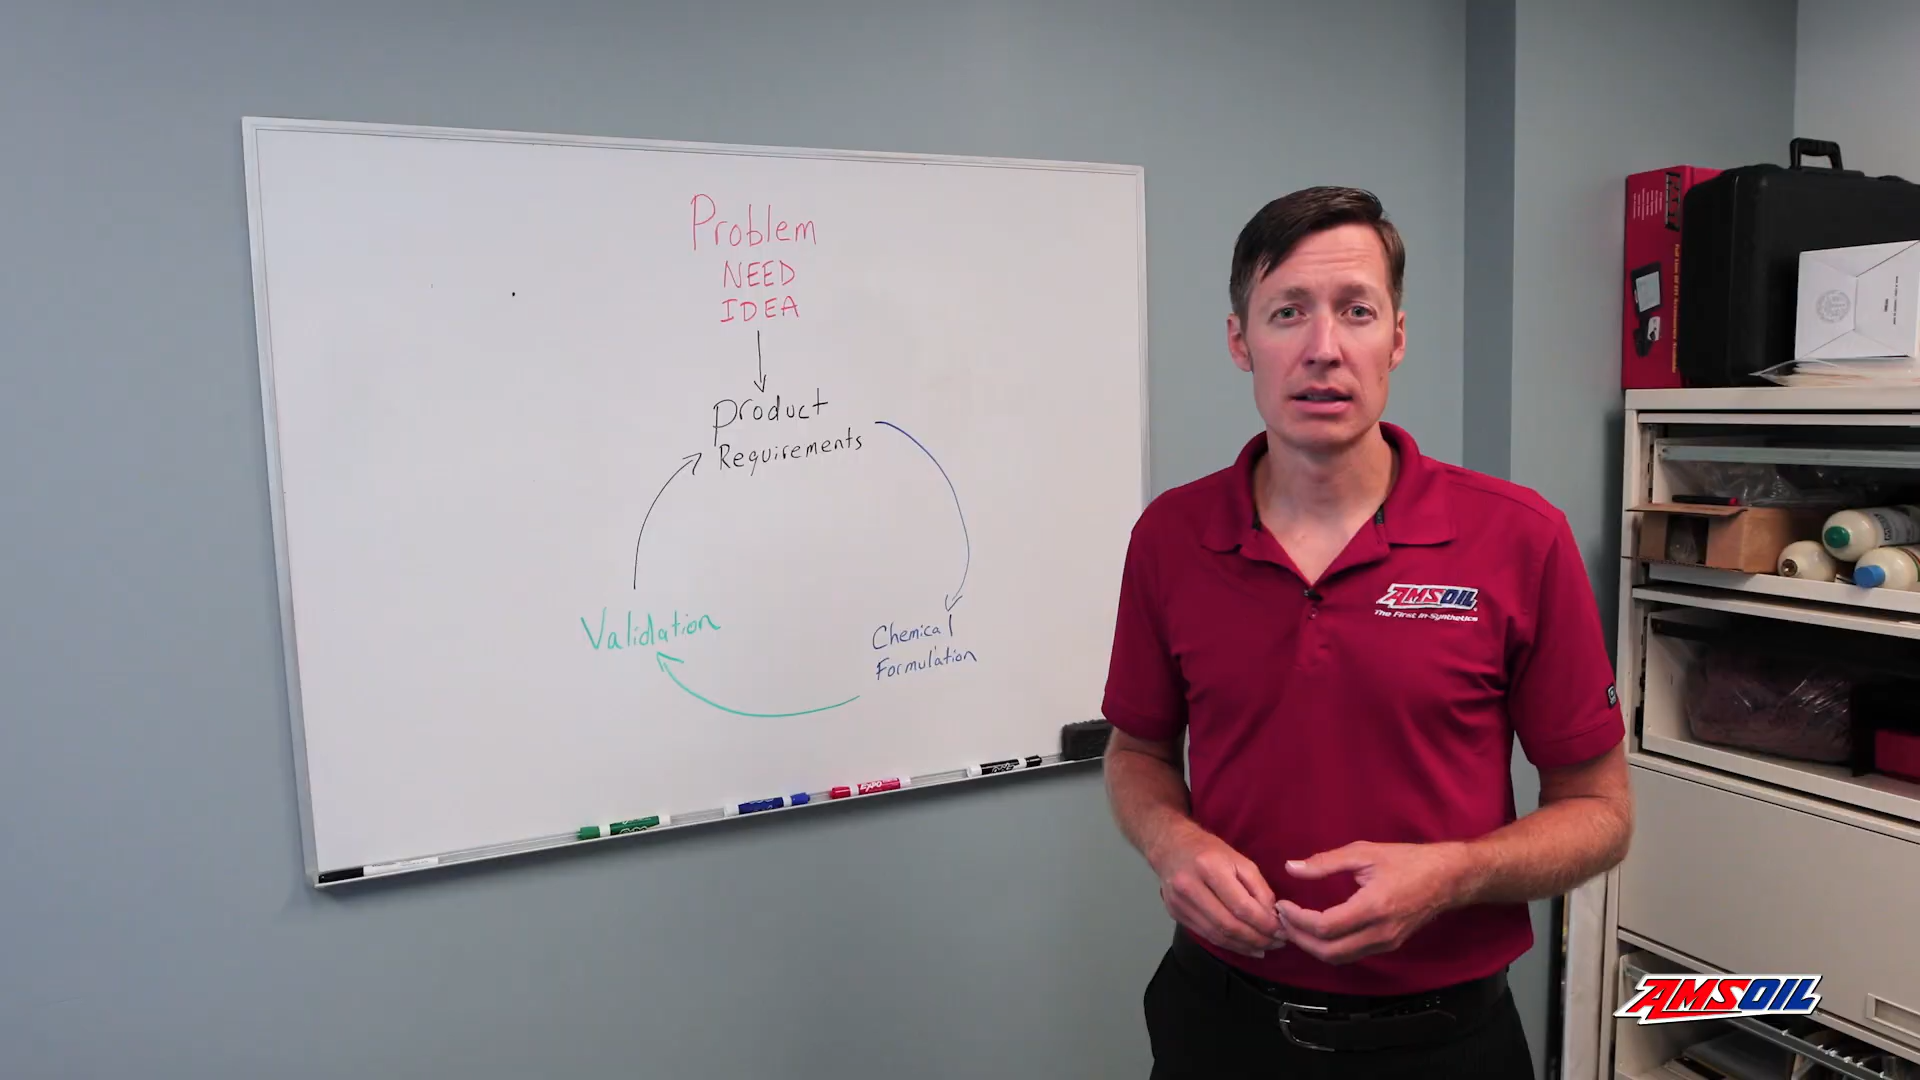 Problem
NEED
IDEA
product
Requirements
Validation
Chemical
Formulation
EXPO
AMSOIL
The First In Synthetics
AMSOIL